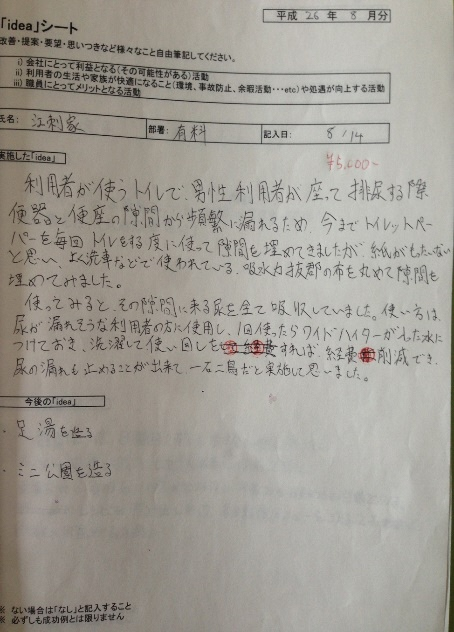 平成 26 年 8 月分
「idea」シート
改善・提案・要望・思いつきなど様々なこと自由筆記してください。
ⅰ) 会社にとって利益となる(その可能性がある)活動
ⅱ) 利用者の生活や家族が快適になること(環境、事故防止、余暇活動・・・etc)や処遇が向上する活動
ⅲ) 職員にとってメリットとなる活動
氏名: 江刺家 部署: 有料 記入日: 8/14
実施した「idea」
¥5,000-
利用者が使うトイレで、男性利用者が座って排尿する際
便器と便座の隙間から頻繁に漏れるため、今までトイレットペー
パーを毎回トイレをする度に使って隙間を埋めてきましたが、紙がもったいない
と思い、よく洗車などで使われている、吸水力抜群の布を丸めて隙間を
埋めてみました。
使ってみると、その隙間に来る尿を全て吸収していました。使い方は、
尿が漏れそうな利用者の方に使用し、1回使ったらワイドハイターが入った水に
つけておき、洗濯して使い回しをすれば、経費削減でき、
尿の漏れも止めることが出来て、一石二鳥だと実施して思いました。
今後の「idea」
・足湯を造る
・ミニ公園を造る
※ ない場合は「なし」と記入すること
※ 必ずしも成功例とは限りません